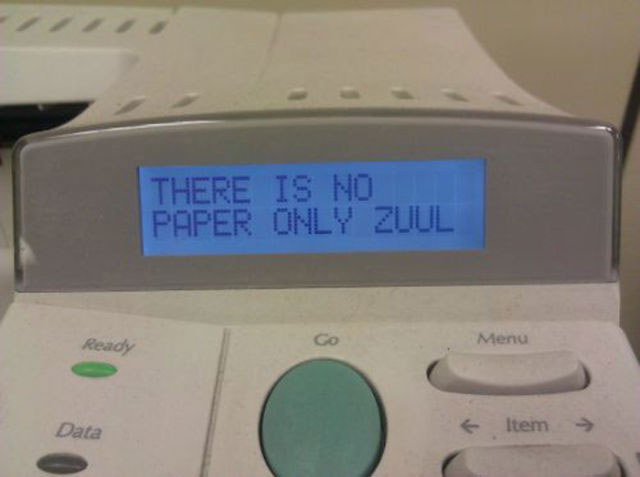 THERE IS NO
PAPER ONLY ZUUL
Ready
Go
Menu
Data
← Item →